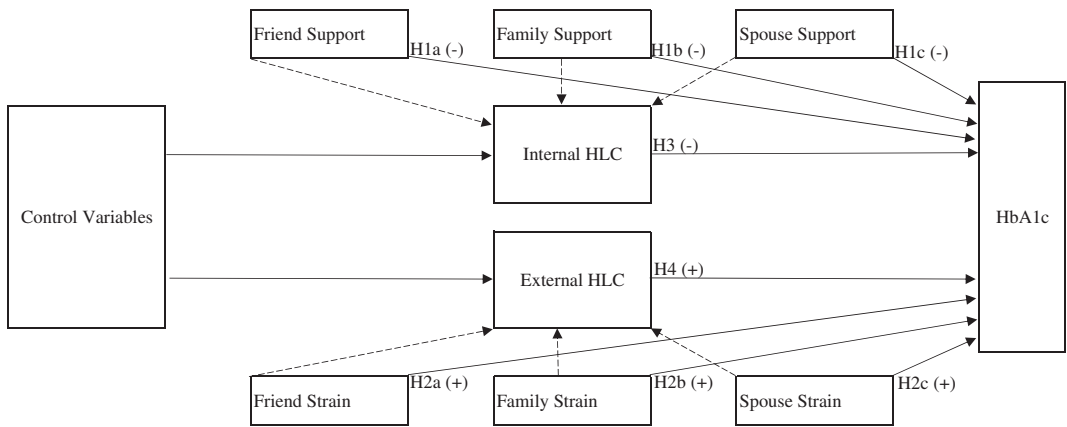 Friend Support
Family Support
Spouse Support
H1a (-)
H1b (-)
H1c (-)
Internal HLC
H3 (-)
Control Variables
HbA1c
External HLC
H4 (+)
H2a (+)
H2b (+)
H2c (+)
Friend Strain
Family Strain
Spouse Strain